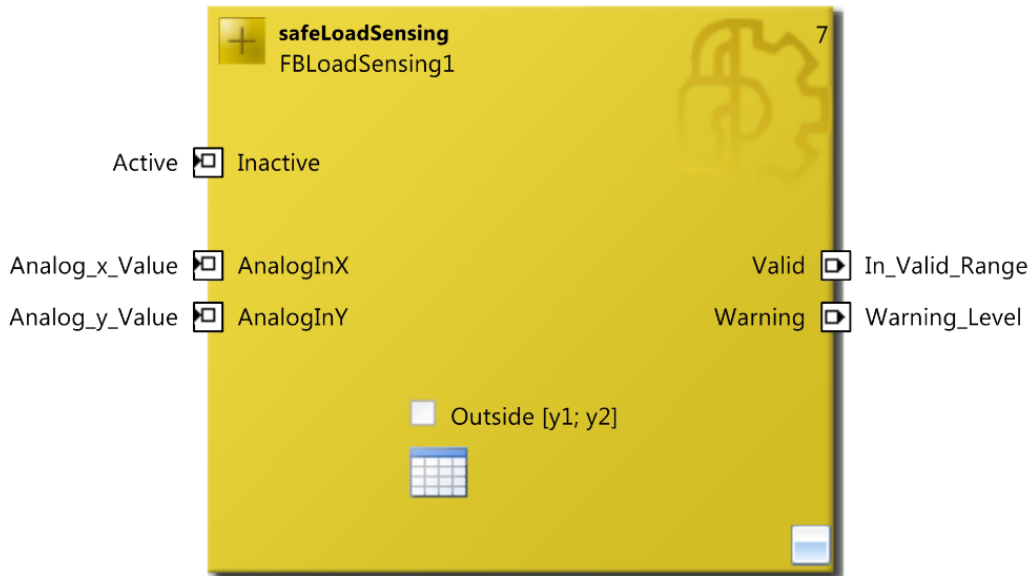 safeLoadSensing 7
FBLoadSensing1
Active Inactive
Analog_x_Value AnalogInX Valid In_Valid_Range
Analog_y_Value AnalogInY Warning Warning_Level
Outside [y1; y2]